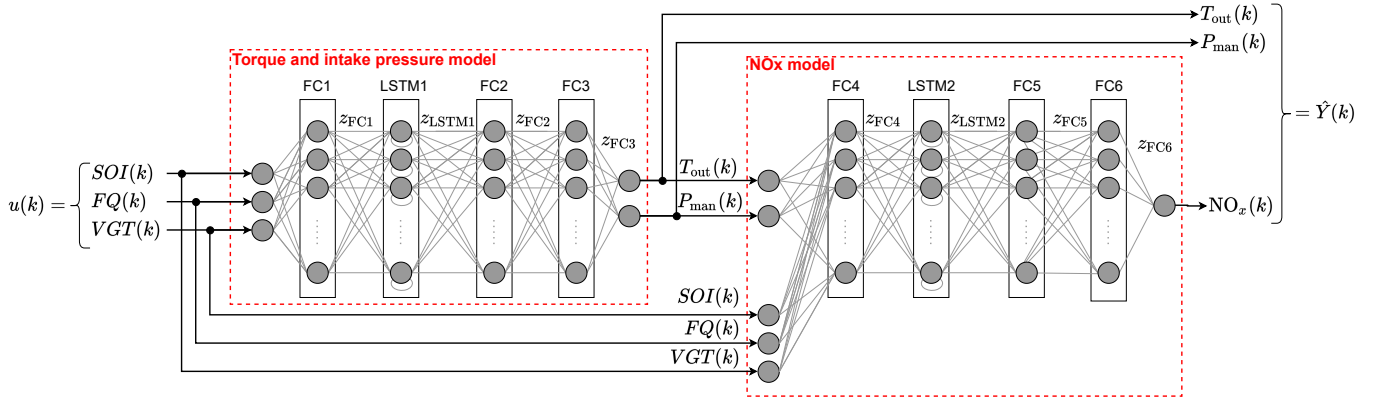 T_out(k)
P_man(k)
= Ŷ(k)
Torque and intake pressure model
NOx model
FC1
LSTM1
FC2
FC3
FC4
LSTM2
FC5
FC6
z_FC1
z_LSTM1
z_FC2
z_FC3
z_FC4
z_LSTM2
z_FC5
z_FC6
u(k) =
SOI(k)
FQ(k)
VGT(k)
T_out(k)
P_man(k)
NO_x(k)
SOI(k)
FQ(k)
VGT(k)